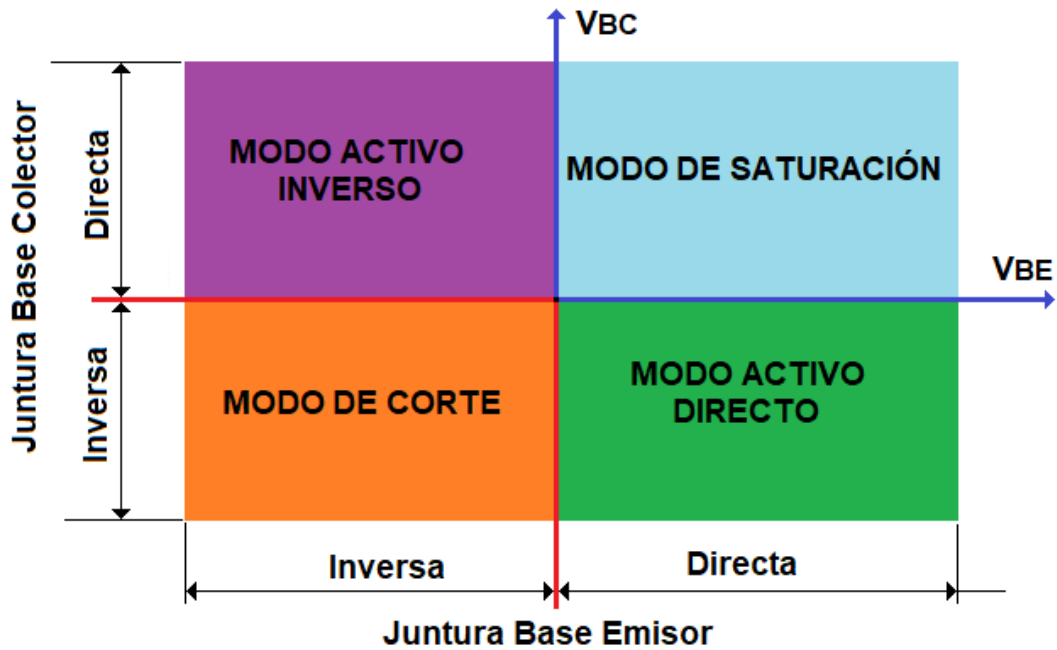 VBC
MODO ACTIVO
INVERSO
MODO DE SATURACIÓN
Directa
Juntura Base Colector
VBE
Inversa
MODO DE CORTE
MODO ACTIVO
DIRECTO
Inversa
Directa
Juntura Base Emisor